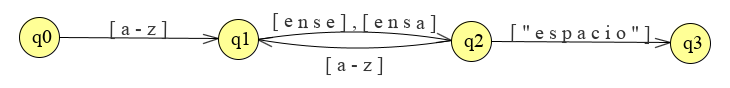 q0 [a-z] q1 [ense],[ensa] q2 ["espacio"] q3
[a-z]